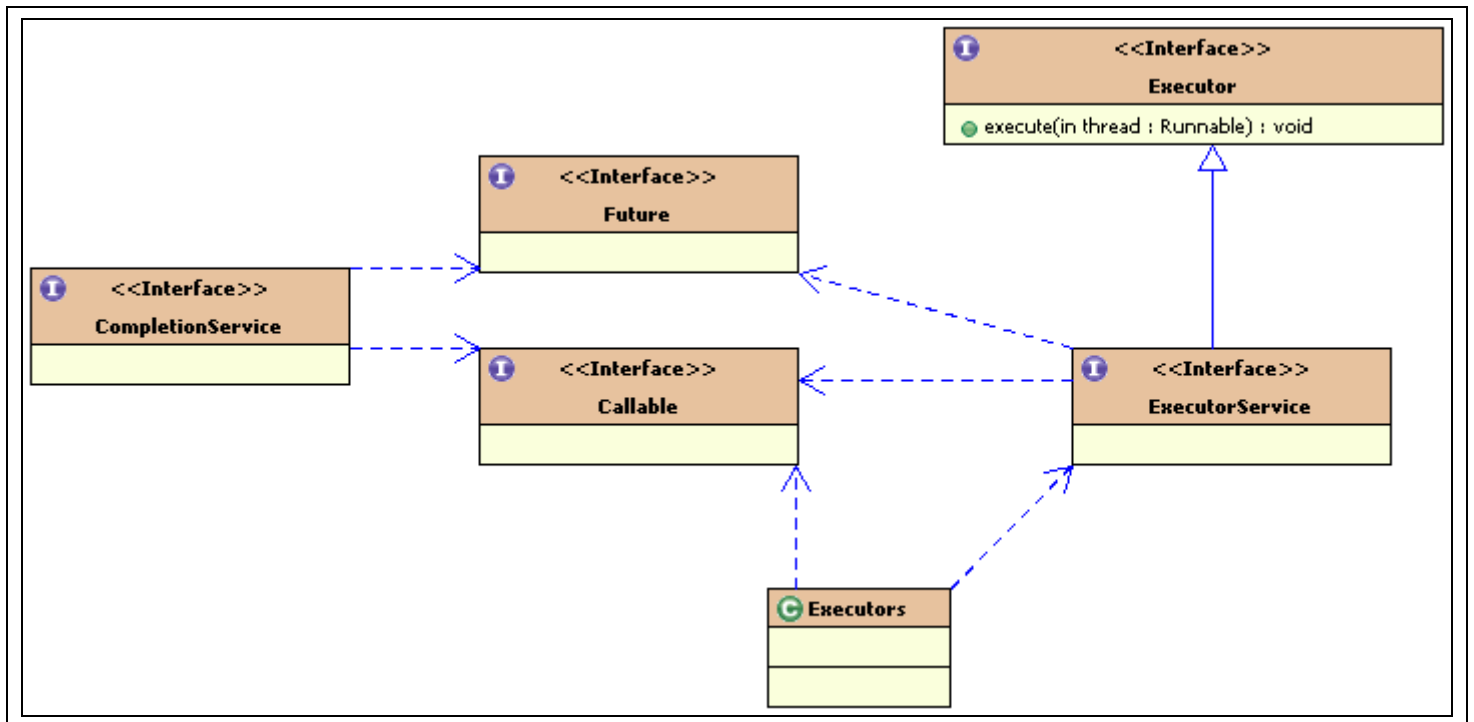 I
<<Interface>>
Executor
execute(in thread : Runnable) : void
I
<<Interface>>
Future
I
<<Interface>>
CompletionService
I
<<Interface>>
Callable
I
<<Interface>>
ExecutorService
C
Executors